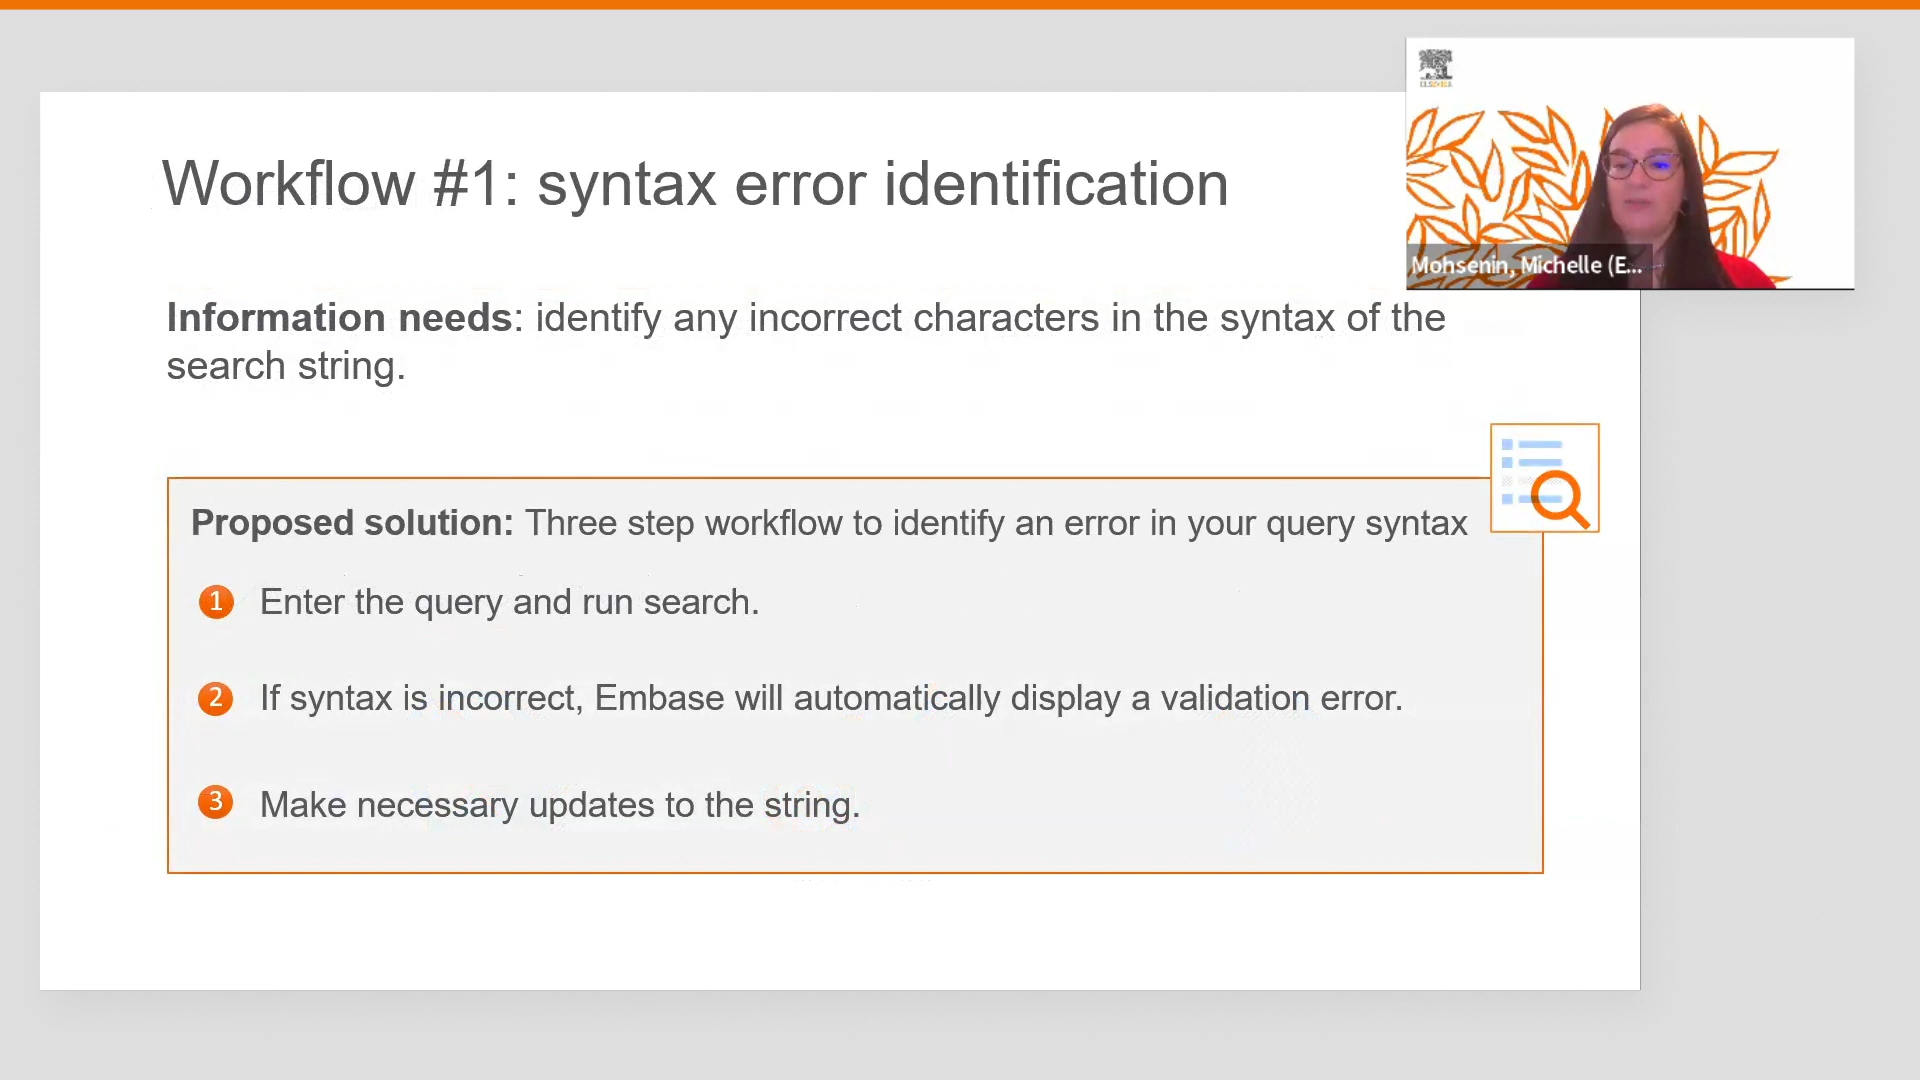 Workflow #1: syntax error identification
Mohsenin, Michelle (E...
Information needs: identify any incorrect characters in the syntax of the
search string.
Proposed solution: Three step workflow to identify an error in your query syntax
1 Enter the query and run search.
2 If syntax is incorrect, Embase will automatically display a validation error.
3 Make necessary updates to the string.